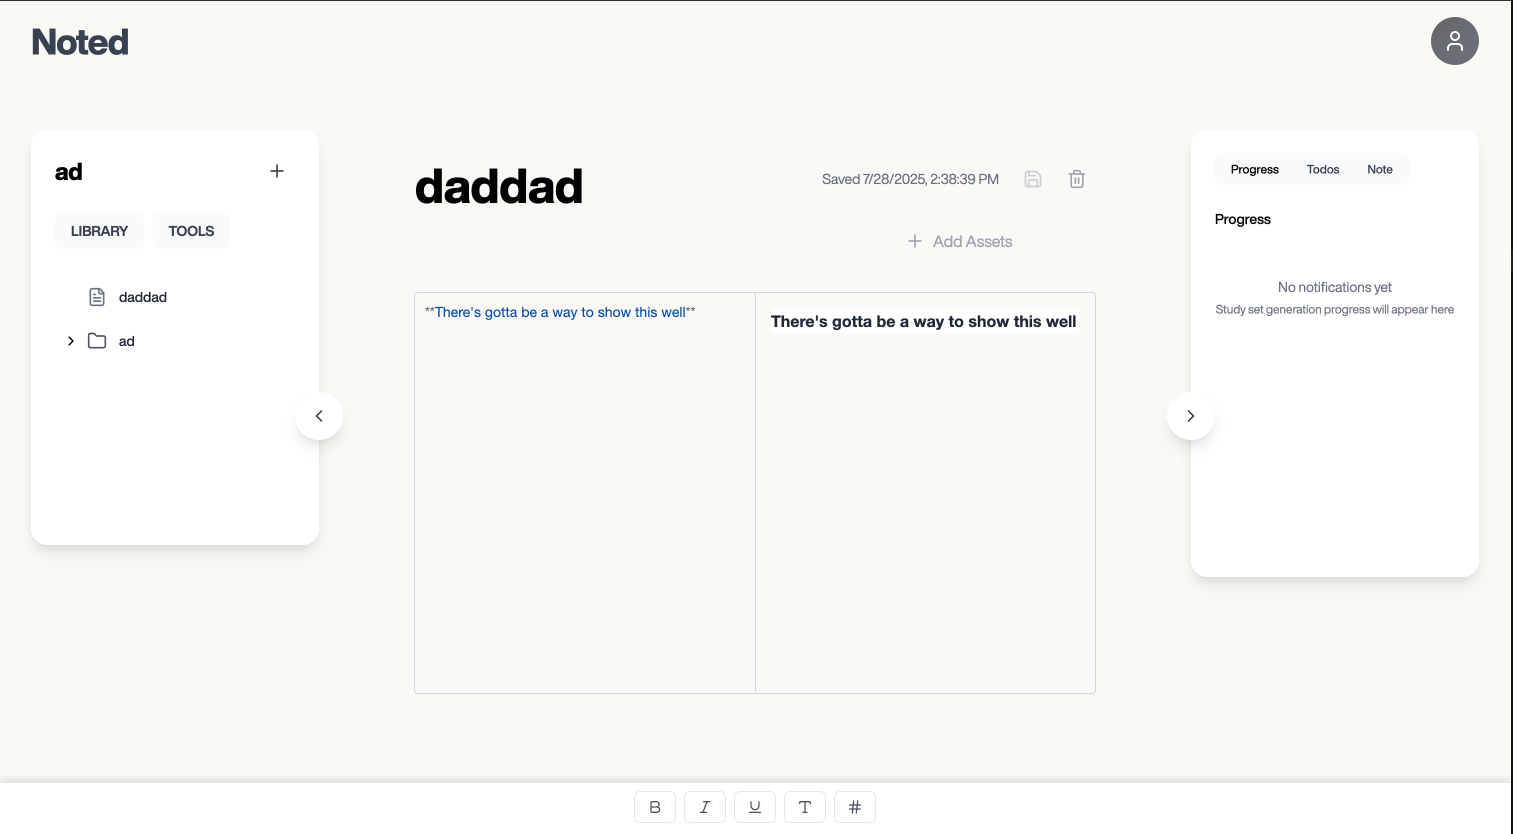 Noted
ad
LIBRARY TOOLS
daddad
ad
daddad
Saved 7/28/2025, 2:38:39 PM
Add Assets
**There's gotta be a way to show this well**
There's gotta be a way to show this well
Progress Todos Note
Progress
No notifications yet
Study set generation progress will appear here
B I U T #